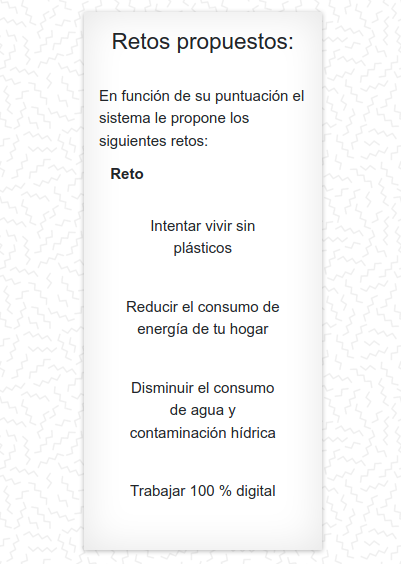 Retos propuestos:
En función de su puntuación el
sistema le propone los
siguientes retos:
Reto
Intentar vivir sin
plásticos
Reducir el consumo de
energía de tu hogar
Disminuir el consumo
de agua y
contaminación hídrica
Trabajar 100 % digital